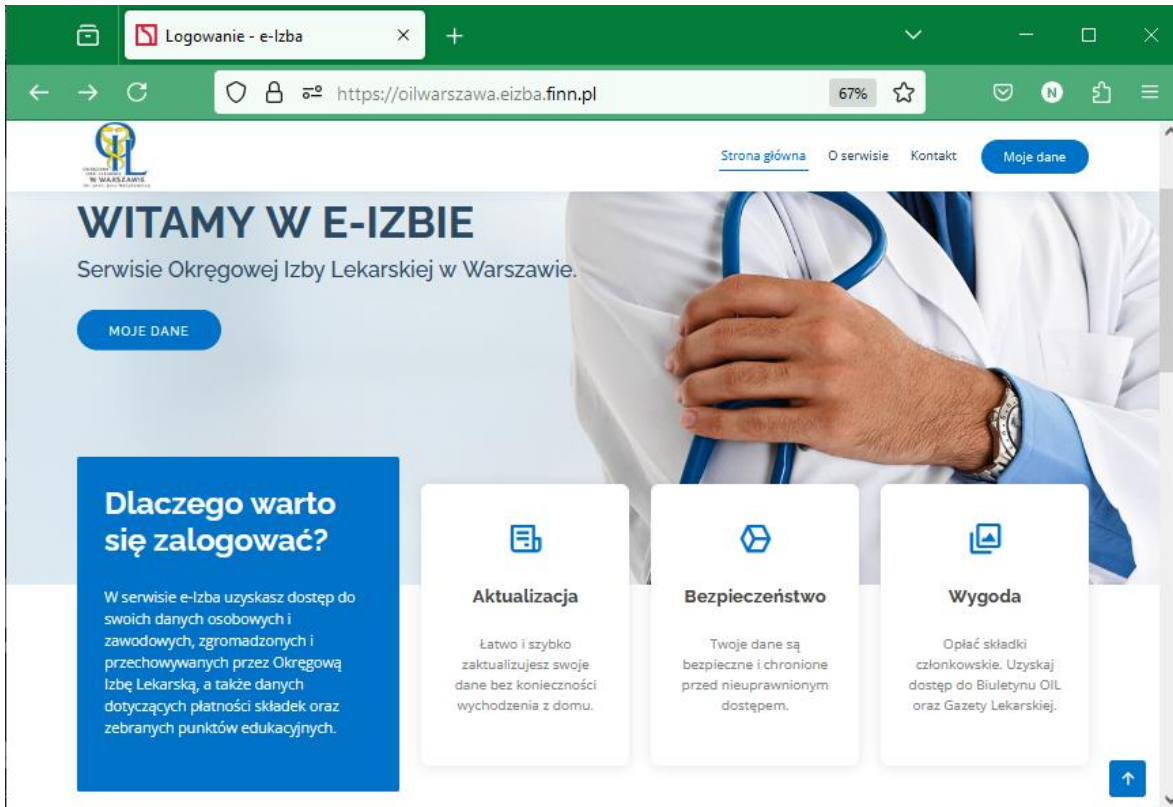 Logowanie - e-Izba
https://oilwarszawa.eizba.finn.pl
67%
N
OIL
W WARSZAWIE
Strona główna
O serwisie
Kontakt
Moje dane
WITAMY W E-IZBIE
Serwisie Okręgowej Izby Lekarskiej w Warszawie.
MOJE DANE
Dlaczego warto
się zalogować?
W serwisie e-Izba uzyskasz dostęp do
swoich danych osobowych i
zawodowych, zgromadzonych i
przechowywanych przez Okręgową
Izbę Lekarską, a także danych
dotyczących płatności składek oraz
zebranych punktów edukacyjnych.
Aktualizacja
Łatwo i szybko
zaktualizujesz swoje
dane bez konieczności
wychodzenia z domu.
Bezpieczeństwo
Twoje dane są
bezpieczne i chronione
przed nieuprawnionym
dostępem.
Wygoda
Opłać składki
członkowskie. Uzyskaj
dostęp do Biuletynu OIL
oraz Gazety Lekarskiej.